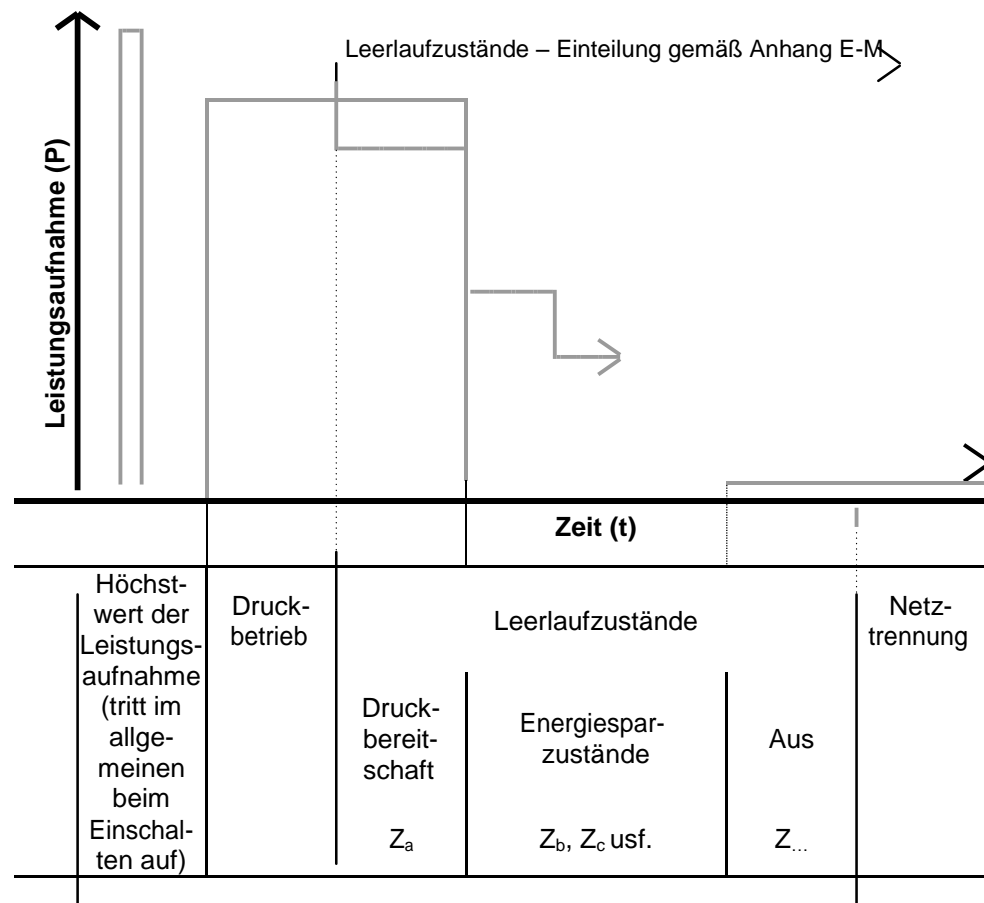 Leerlaufzustände – Einteilung gemäß Anhang E-M
Leistungsaufnahme (P)
Zeit (t)
Höchst-
wert der
Leistungs-
aufnahme
(tritt im
allge-
meinen
beim
Einschal-
ten auf)
Druck-
betrieb
Leerlaufzustände
Netz-
trennung
Druck-
bereit-
schaft
Za
Energiespar-
zustände
Zb, Zc usf.
Aus
Z...